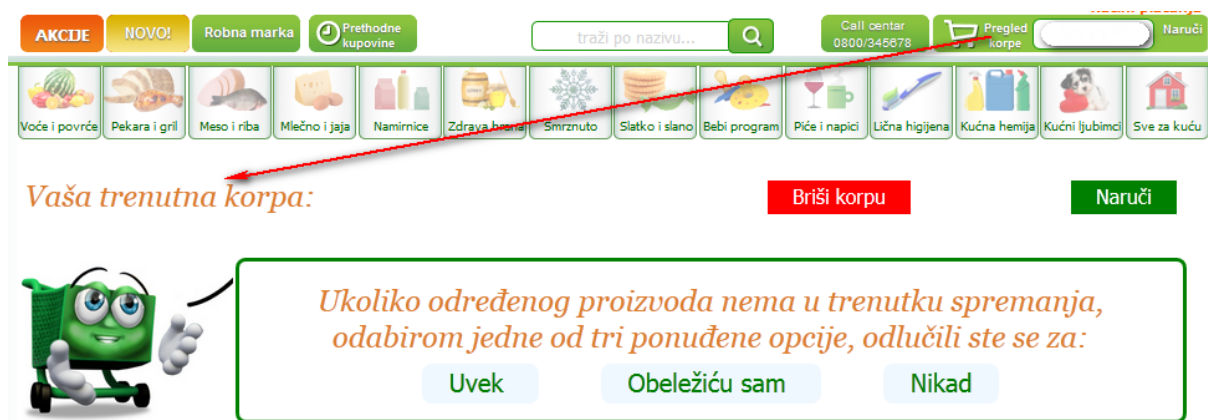 AKCIJE
NOVO!
Robna marka
Prethodne
kupovine
traži po nazivu...
Call centar
0800/345678
Pregled
korpe
Naruči
Voće i povrće
Pekara i gril
Meso i riba
Mlečno i jaja
Namirnice
Zdrava hrana
Smrznuto
Slatko i slano
Bebi program
Piće i napici
Lična higijena
Kućna hemija
Kućni ljubimci
Sve za kuću
Vaša trenutna korpa:
Briši korpu
Naruči
Ukoliko određenog proizvoda nema u trenutku spremanja,
odabirom jedne od tri ponuđene opcije, odlučili ste se za:
Uvek
Obeležiću sam
Nikad